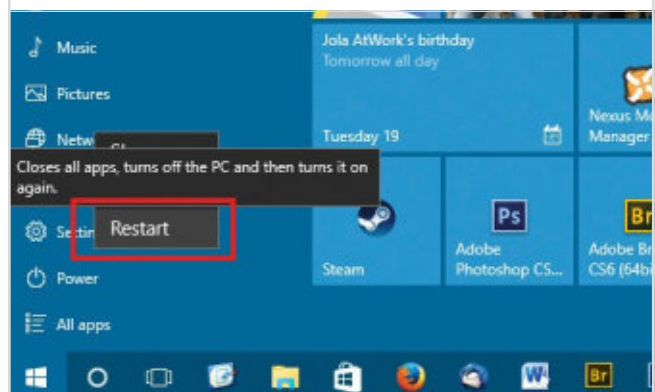 Music
Pictures
Jola AtWork's birthday
Tomorrow all day
Tuesday 19
Nexus
Manager
Closes all apps, turns off the PC and then turns it on
again.
Restart
Power
All apps
Steam
Ps
Adobe
Photoshop CS...
Br
Adobe Br
CS6 (64bi
W
Br